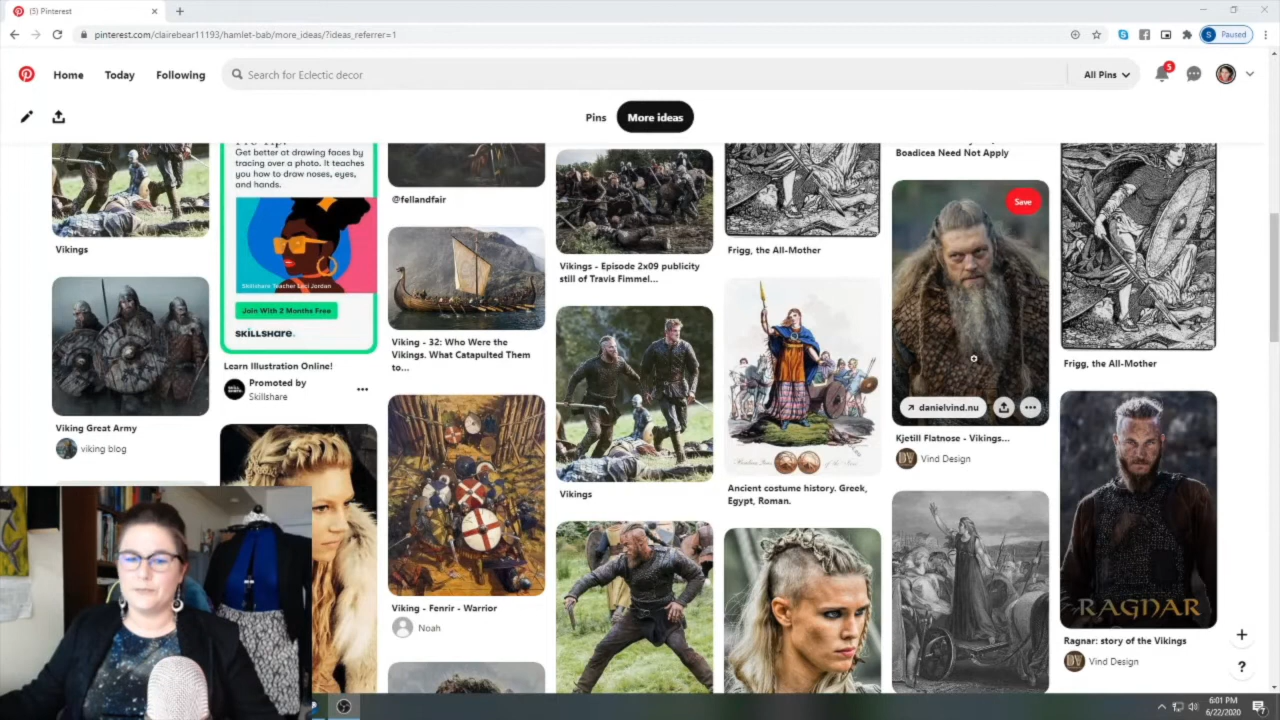 (5) Pinterest
pinterest.com/clairebear11193/hamlet-bab/more_ideas/?ideas_referrer=1
S
Paused
Home
Today
Following
Search for Eclectic decor
All Pins
5
Pins
More ideas
Vikings
Viking Great Army
viking blog
Get better at drawing faces by
tracing over a photo. It teaches
you how to draw noses, eyes,
and hands.
Skillshare Teacher Loci Jordan
Join With 2 Months Free
SKILLSHARE.
Learn Illustration Online!
Promoted by
Skillshare
@fellandfair
Viking - 32: Who Were the
Vikings. What Catapulted Them
to...
Viking - Fenrir - Warrior
Noah
Vikings - Episode 2x09 publicity
still of Travis Fimmel...
Vikings
Frigg, the All-Mother
Ancient costume history. Greek,
Egypt, Roman.
Boadicea Need Not Apply
Save
danielvind.nu
Kjetill Flatnose - Vikings...
Vind Design
Frigg, the All-Mother
RAGNAR
Ragnar: story of the Vikings
Vind Design
+
?
6:01 PM
6/22/2020